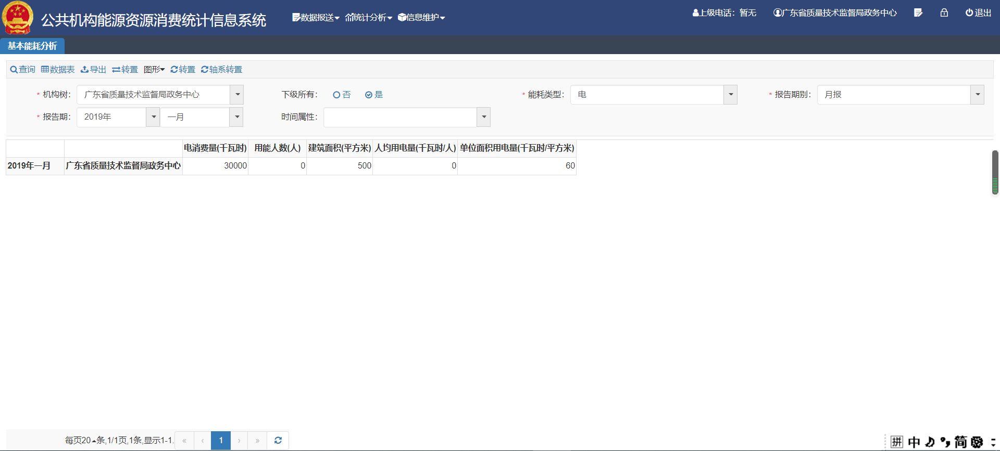 公共机构能源资源消费统计信息系统
数据报送 统计分析 信息维护
上级电话：暂无 广东省质量技术监督局政务中心 退出
基本能耗分析
查询 数据表 导出 转置 图形 转置 轴系转置
* 机构树： 广东省质量技术监督局政务中心 下级所有： 否 是 * 能耗类型： 电 * 报告期别： 月报
* 报告期： 2019年 一月 时间属性：
电消费量(千瓦时) 用能人数(人) 建筑面积(平方米) 人均用电量(千瓦时/人) 单位面积用电量(千瓦时/平方米)
2019年一月 广东省质量技术监督局政务中心 30000 0 500 0 60
每页20条,1/1页,1条,显示1-1. « ‹ 1 › »
拼 中 简